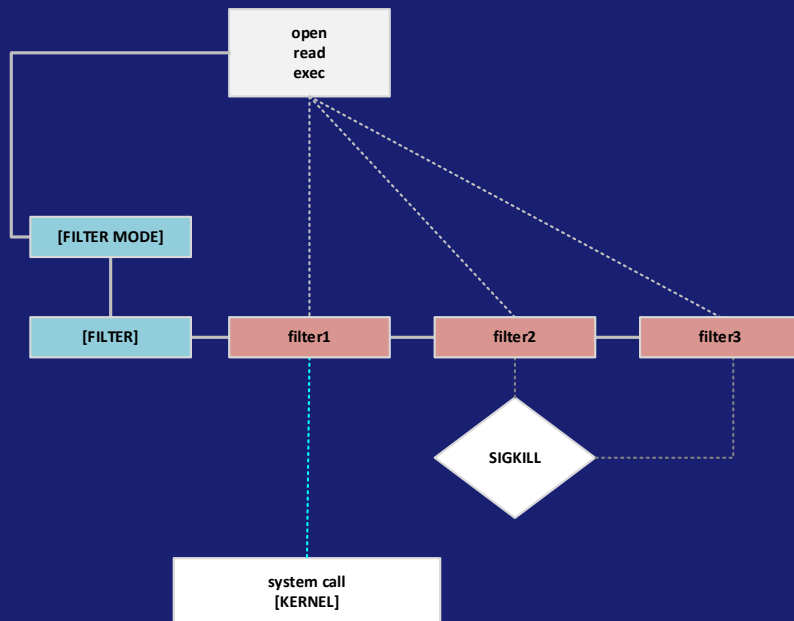 open
read
exec
[FILTER MODE]
[FILTER]
filter1
filter2
filter3
SIGKILL
system call
[KERNEL]